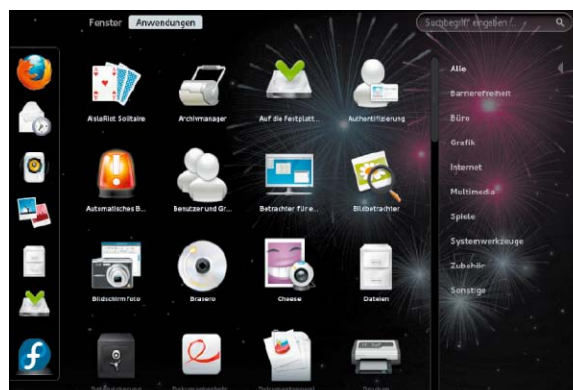 Fenster Anwendungen
Suchbegriff eingeben ...
AisleRiot Solitaire
Archivmanager
Auf die Festplatt...
Authentifizierung
Automatisches B...
Benutzer und Gr...
Betrachter für e...
Bildbetrachter
Bildschirmfoto
Brasero
Cheese
Dateien
Drucken
Alle
Barrierefreiheit
Büro
Grafik
Internet
Multimedia
Spiele
Systemwerkzeuge
Zubehör
Sonstige